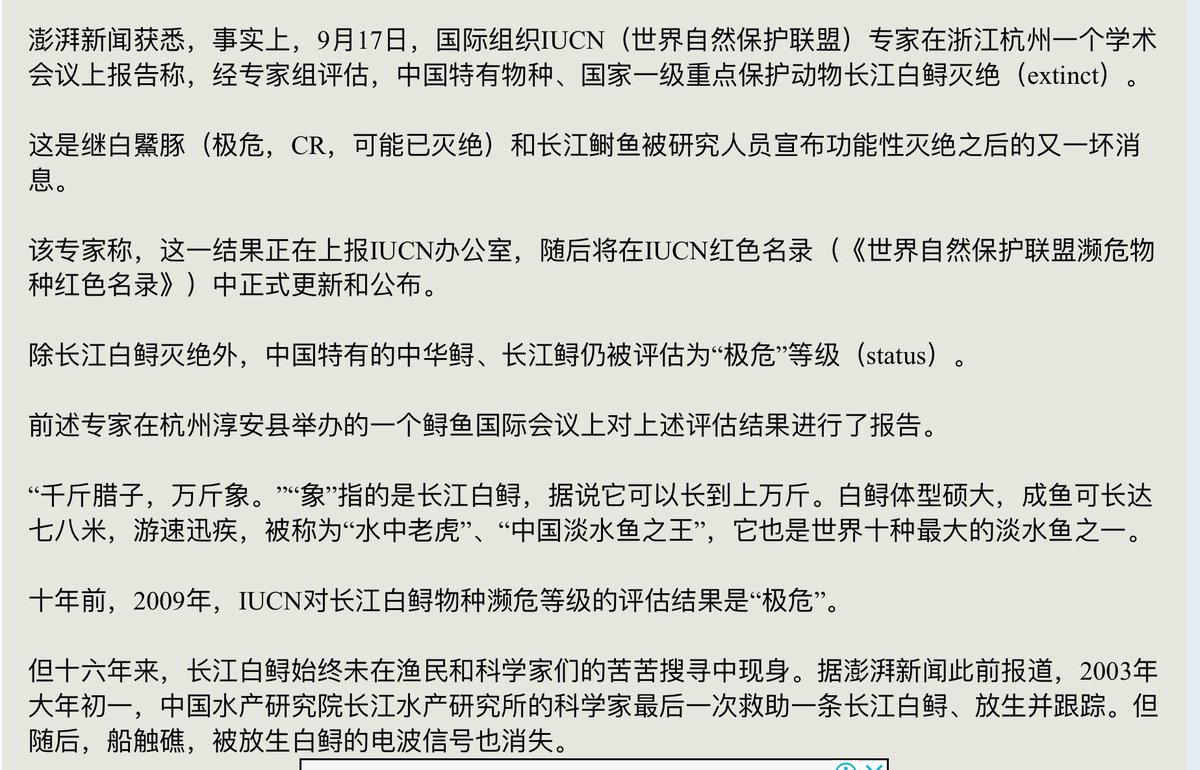 澎湃新闻获悉，事实上，9月17日，国际组织IUCN（世界自然保护联盟）专家在浙江杭州一个学术
会议上报告称，经专家组评估，中国特有物种、国家一级重点保护动物长江白鲟灭绝（extinct）。
这是继白鱀豚（极危，CR，可能已灭绝）和长江鲥鱼被研究人员宣布功能性灭绝之后的又一坏消
息。
该专家称，这一结果正在上报IUCN办公室，随后将在IUCN红色名录（《世界自然保护联盟濒危物
种红色名录》）中正式更新和公布。
除长江白鲟灭绝外，中国特有的中华鲟、长江鲟仍被评估为“极危”等级（status）。
前述专家在杭州淳安县举办的一个鲟鱼国际会议上对上述评估结果进行了报告。
“千斤腊子，万斤象。”“象”指的是长江白鲟，据说它可以长到上万斤。白鲟体型硕大，成鱼可长达
七八米，游速迅疾，被称为“水中老虎”、“中国淡水鱼之王”，它也是世界十种最大的淡水鱼之一。
十年前，2009年，IUCN对长江白鲟物种濒危等级的评估结果是“极危”。
但十六年来，长江白鲟始终未在渔民和科学家们的苦苦搜寻中现身。据澎湃新闻此前报道，2003年
大年初一，中国水产研究院长江水产研究所的科学家最后一次救助一条长江白鲟、放生并跟踪。但
随后，船触礁，被放生白鲟的电波信号也消失。